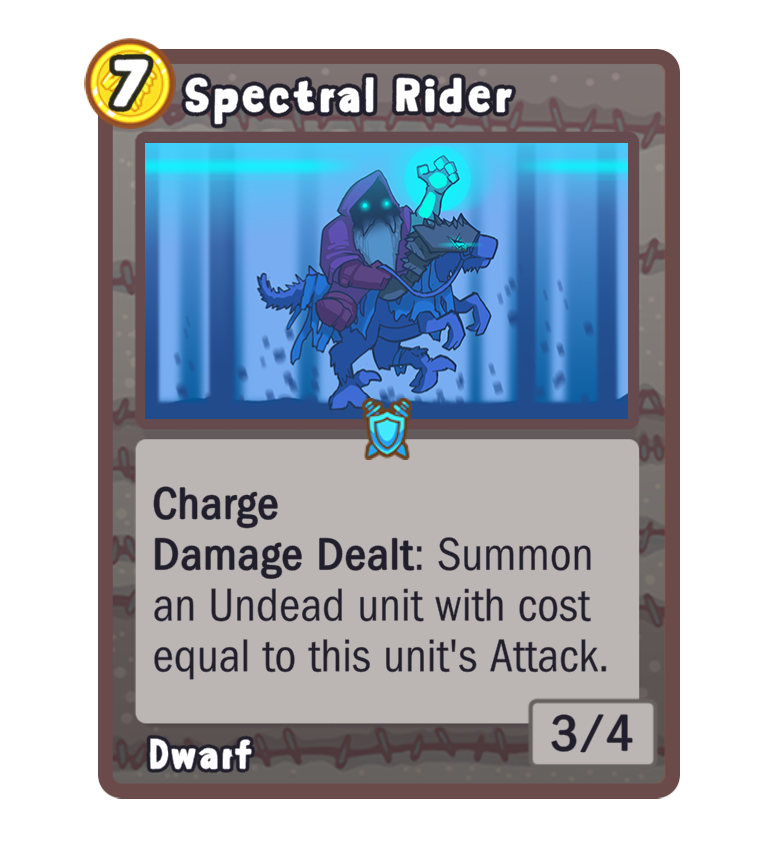 7
Spectral Rider
Charge
Damage Dealt: Summon
an Undead unit with cost
equal to this unit's Attack.
3/4
Dwarf